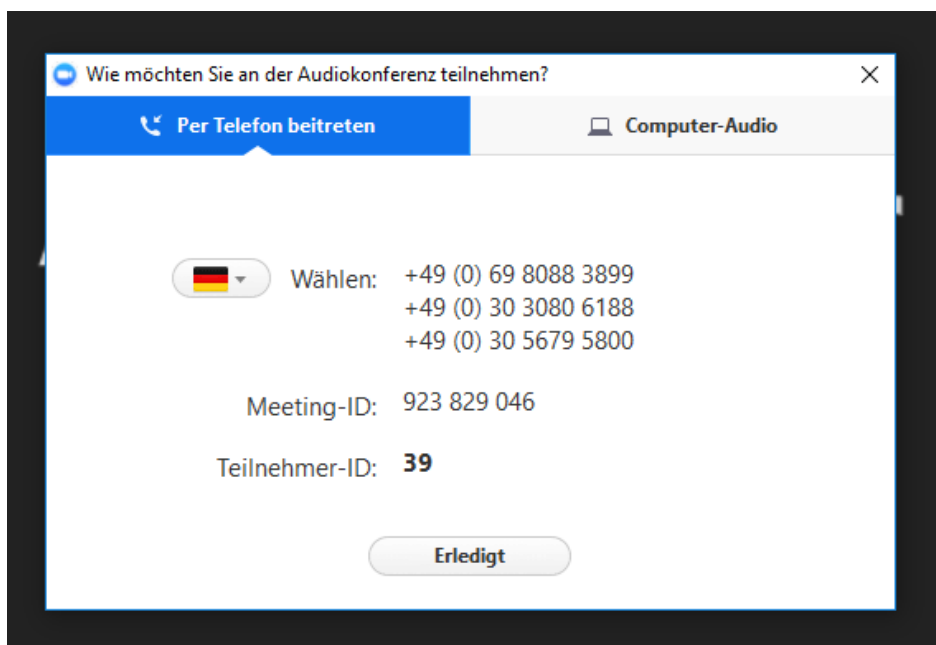 Wie möchten Sie an der Audiokonferenz teilnehmen?
Per Telefon beitreten
Computer-Audio
Wählen: +49 (0) 69 8088 3899
+49 (0) 30 3080 6188
+49 (0) 30 5679 5800
Meeting-ID: 923 829 046
Teilnehmer-ID: 39
Erledigt